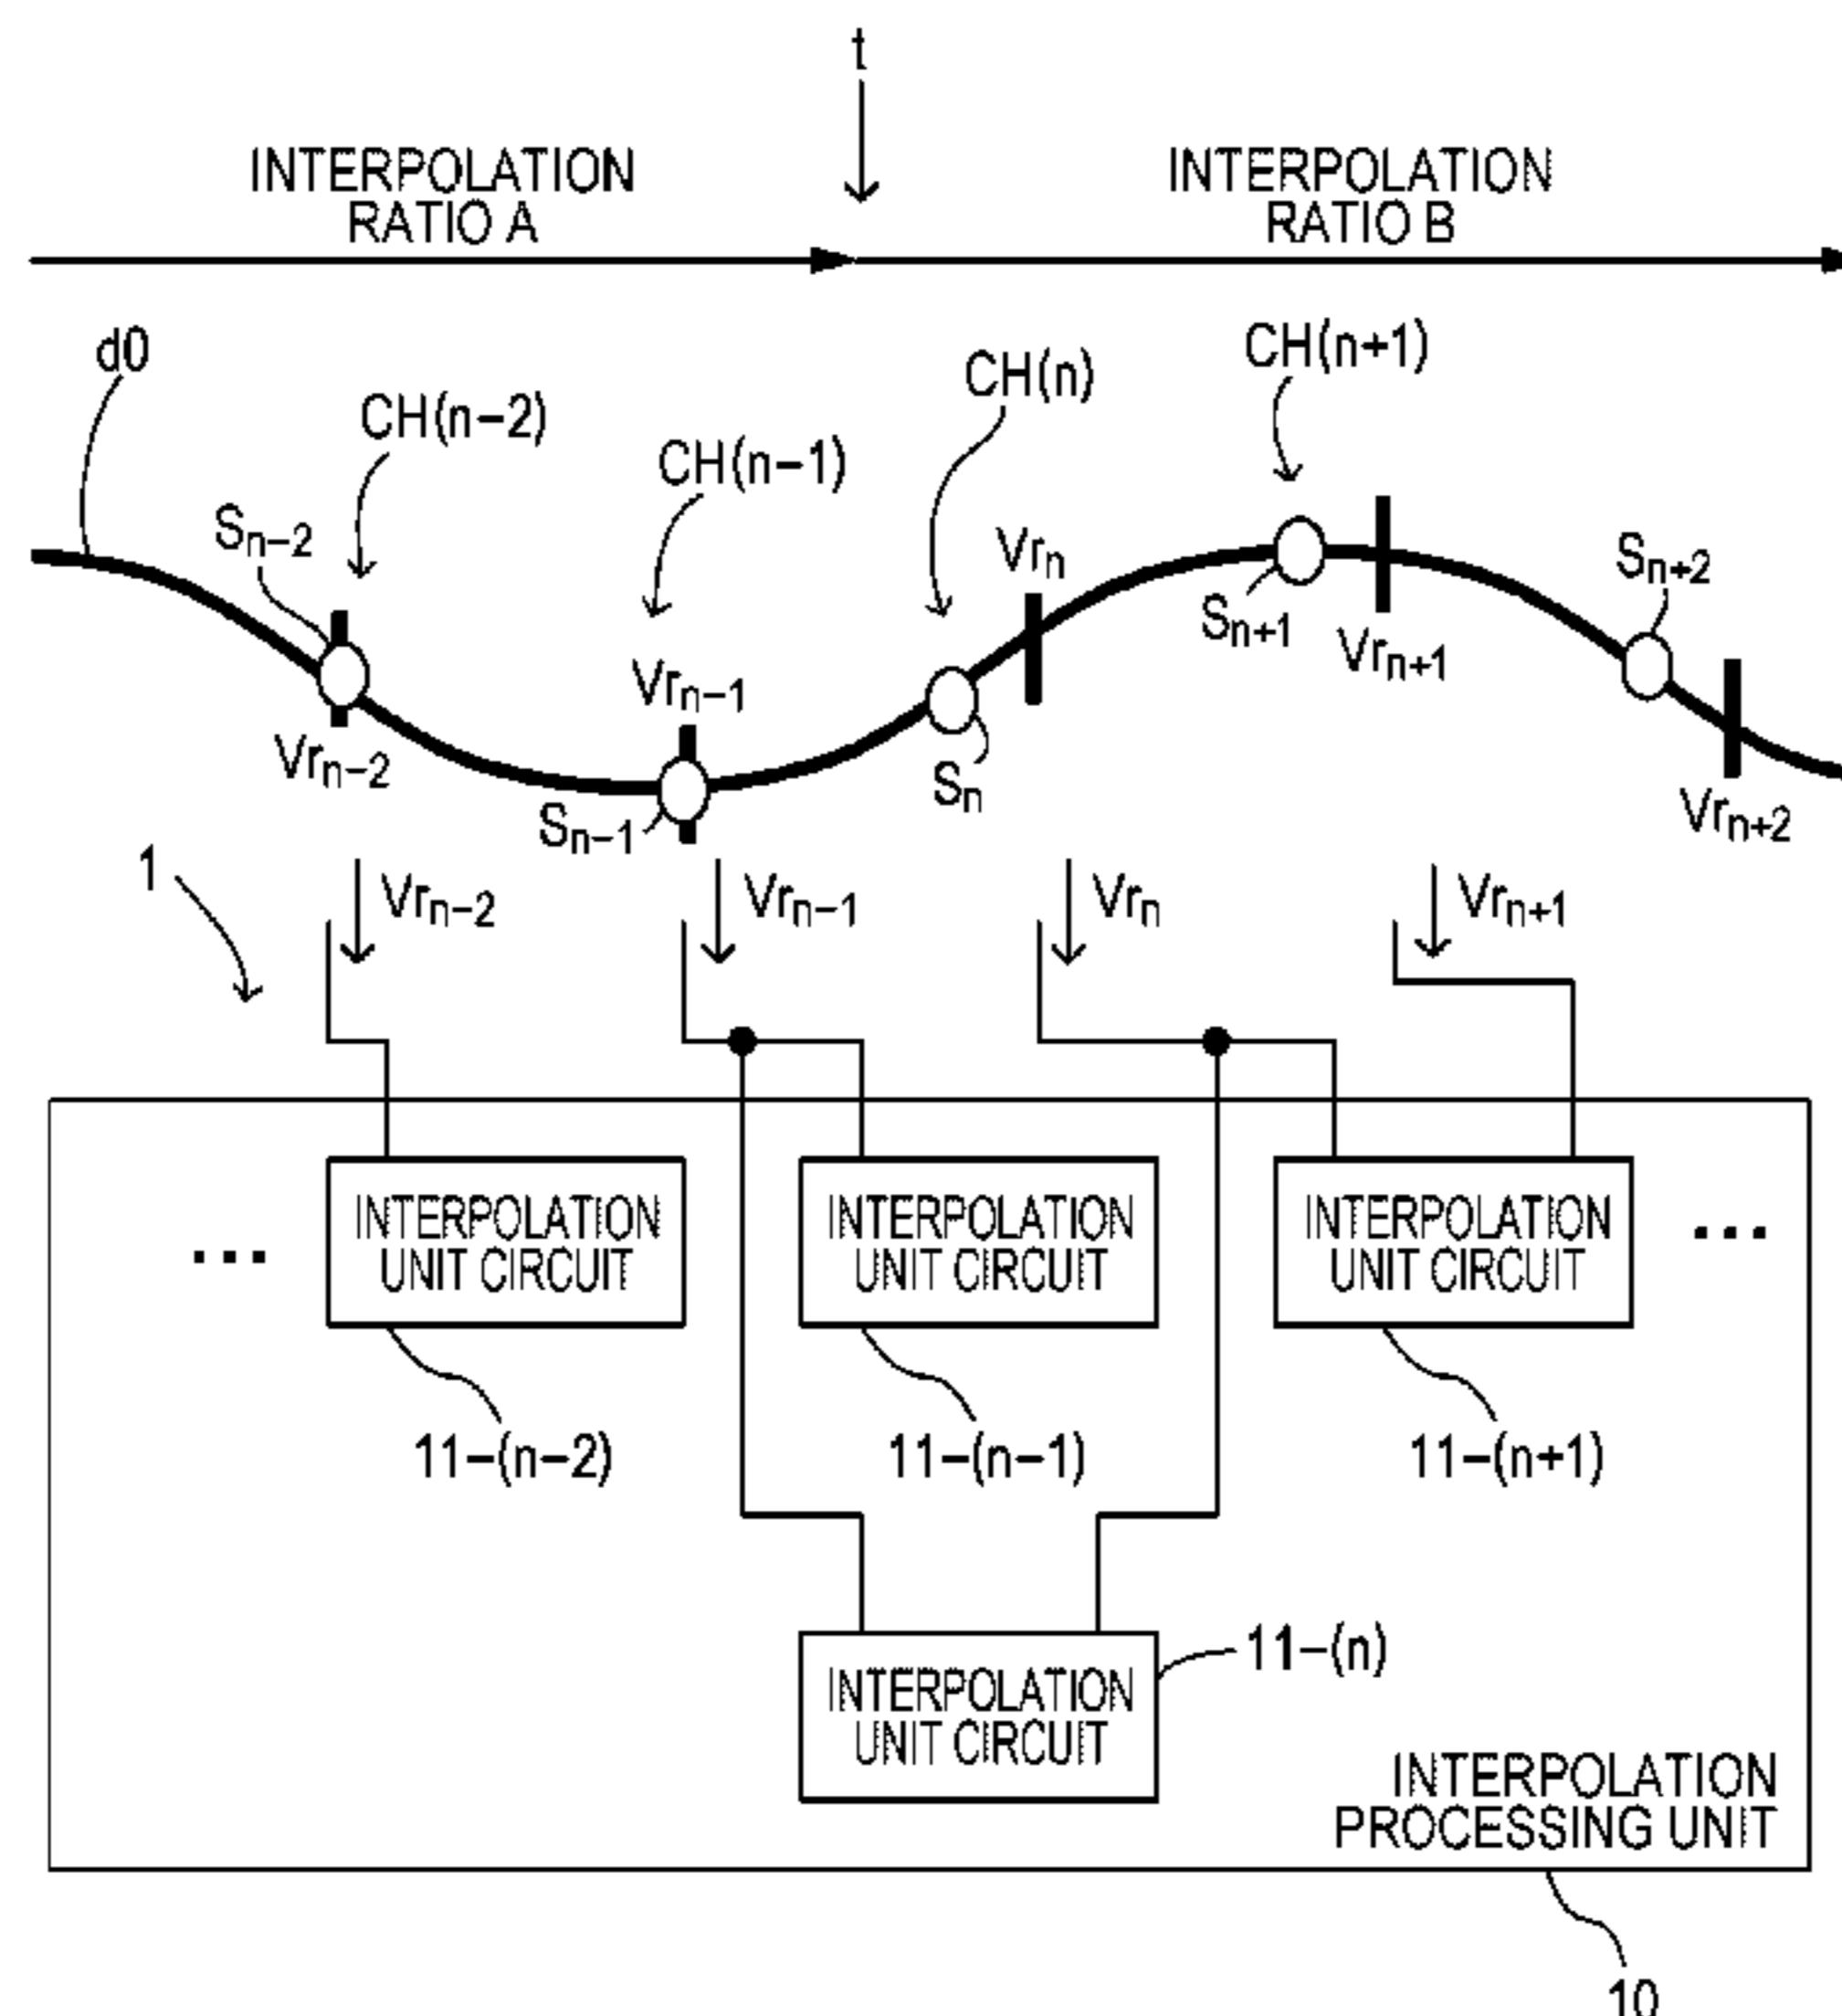 t
INTERPOLATION
RATIO A
INTERPOLATION
RATIO B
d0
CH(n-2)
CH(n-1)
CH(n)
CH(n+1)
Sn-2
Vrn
Sn+2
Sn+1
Vrn+1
Vrn-1
Vrn-2
Sn
Sn-1
Vrn+2
1
Vrn-2
Vrn-1
Vrn
Vrn+1
INTERPOLATION
UNIT CIRCUIT
INTERPOLATION
UNIT CIRCUIT
INTERPOLATION
UNIT CIRCUIT
...
...
11-(n-2)
11-(n-1)
11-(n+1)
INTERPOLATION
UNIT CIRCUIT
11-(n)
INTERPOLATION
PROCESSING UNIT
10